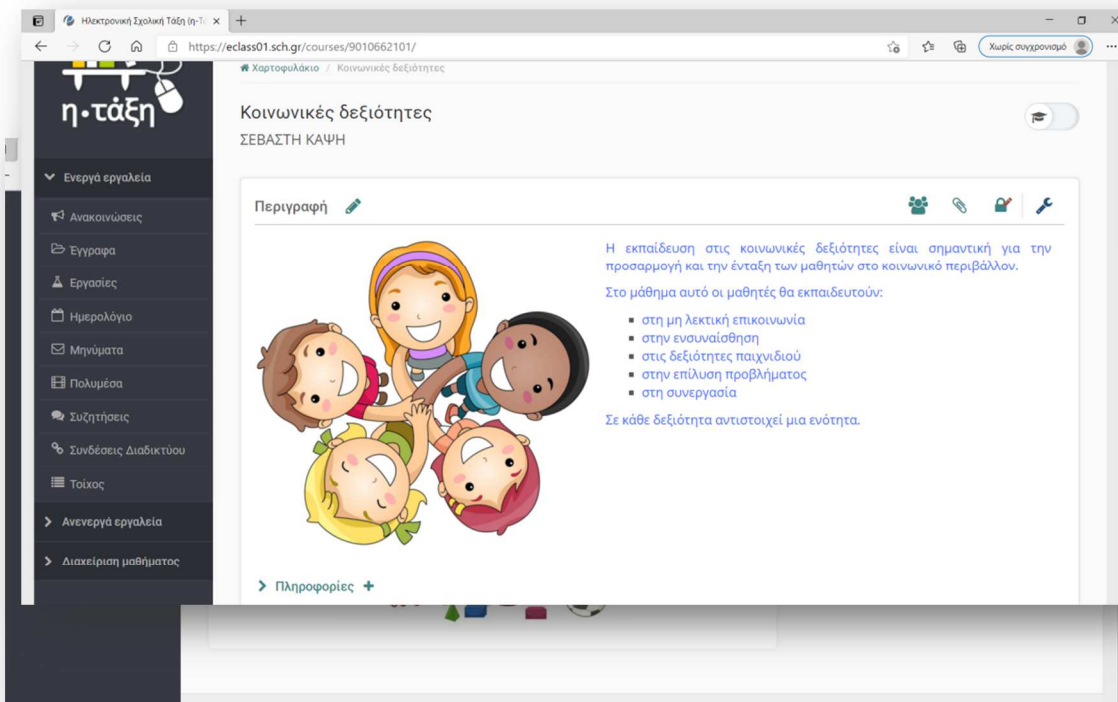 Ηλεκτρονική Σχολική Τάξη (η-Τά
https://eclass01.sch.gr/courses/9010662101/
Χωρίς συγχρονισμό
Χαρτοφυλάκιο / Κοινωνικές δεξιότητες
η·τάξη
Κοινωνικές δεξιότητες
ΣΕΒΑΣΤΗ ΚΑΨΗ
Ενεργά εργαλεία
Ανακοινώσεις
Έγγραφα
Εργασίες
Ημερολόγιο
Μηνύματα
Πολυμέσα
Συζητήσεις
Συνδέσεις Διαδικτύου
Τοίχος
Ανενεργά εργαλεία
Διαχείριση μαθήματος
Περιγραφή
Η εκπαίδευση στις κοινωνικές δεξιότητες είναι σημαντική για την
προσαρμογή και την ένταξη των μαθητών στο κοινωνικό περιβάλλον.
Στο μάθημα αυτό οι μαθητές θα εκπαιδευτούν:
στη μη λεκτική επικοινωνία
στην ενσυναίσθηση
στις δεξιότητες παιχνιδιού
στην επίλυση προβλήματος
στη συνεργασία
Σε κάθε δεξιότητα αντιστοιχεί μια ενότητα.
Πληροφορίες